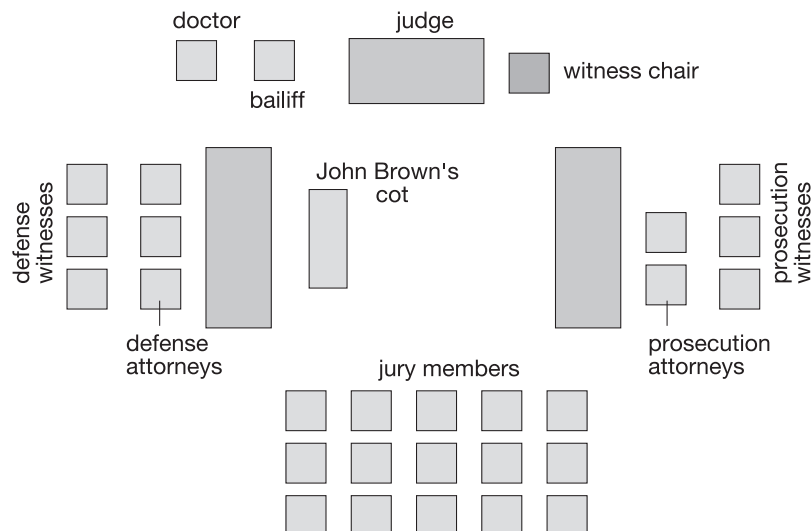 doctor
judge
witness chair
bailiff
John Brown's
cot
defense
witnesses
prosecution
witnesses
defense
attorneys
prosecution
attorneys
jury members